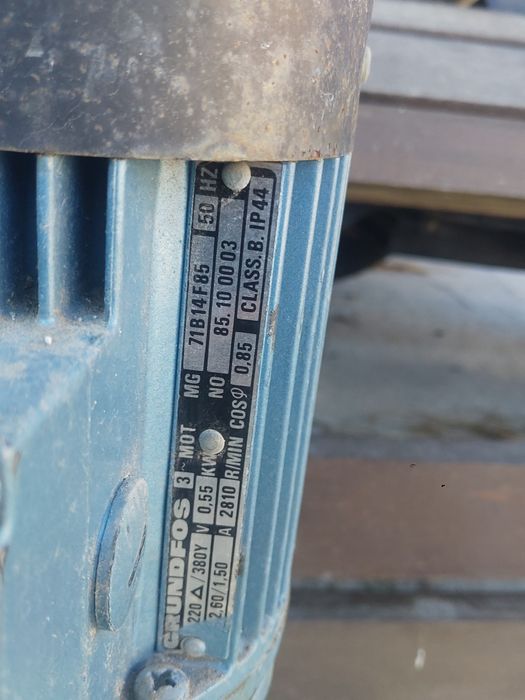 GRUNDFOS 3 ~ MOT MG 71B14F85 50 HZ
220 △/380Y V 0,55 KW NO 85.10 00 03
2,60/1,50 A 2810 R/MIN COSφ 0,85 CLASS.B. IP44